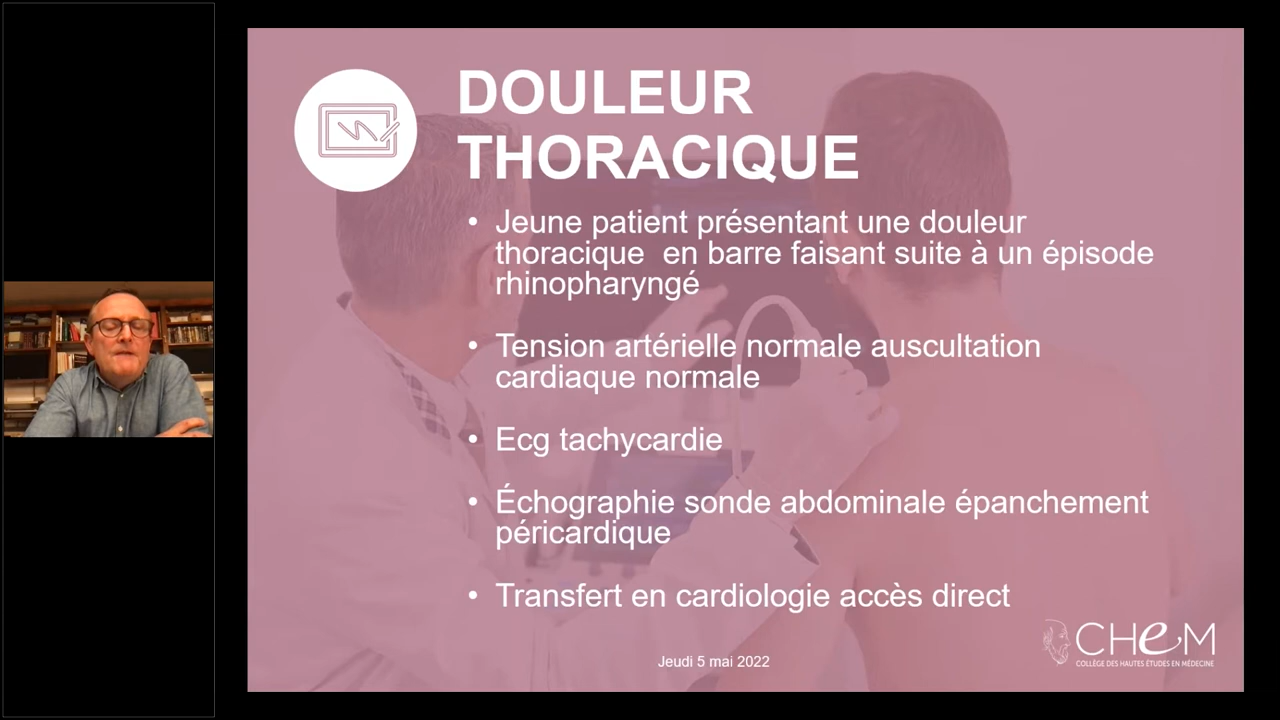 DOULEUR
THORACIQUE
• Jeune patient présentant une douleur
thoracique  en barre faisant suite à un épisode
rhinopharyngé
• Tension artérielle normale auscultation
cardiaque normale
• Ecg tachycardie
• Échographie sonde abdominale épanchement
péricardique
• Transfert en cardiologie accès direct
Jeudi 5 mai 2022
CHeM
COLLÈGE DES HAUTES ÉTUDES EN MÉDECINE